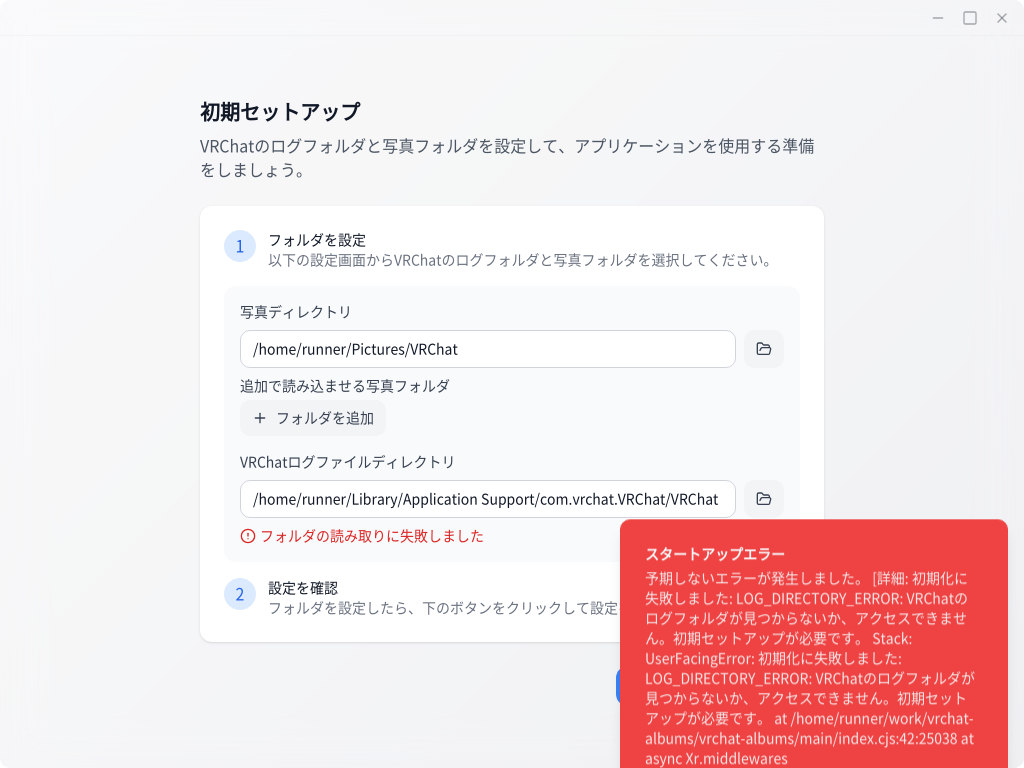 初期セットアップ
VRChatのログフォルダと写真フォルダを設定して、アプリケーションを使用する準備
をしましょう。
1
フォルダを設定
以下の設定画面からVRChatのログフォルダと写真フォルダを選択してください。
写真ディレクトリ
/home/runner/Pictures/VRChat
追加で読み込ませる写真フォルダ
+ フォルダを追加
VRChatログファイルディレクトリ
/home/runner/Library/Application Support/com.vrchat.VRChat/VRChat
フォルダの読み取りに失敗しました
2
設定を確認
フォルダを設定したら、下のボタンをクリックして設定
スタートアップエラー
予期しないエラーが発生しました。 [詳細: 初期化に
失敗しました: LOG_DIRECTORY_ERROR: VRChatの
ログフォルダが見つからないか、アクセスできませ
ん。初期セットアップが必要です。 Stack:
UserFacingError: 初期化に失敗しました:
LOG_DIRECTORY_ERROR: VRChatのログフォルダが
見つからないか、アクセスできません。初期セット
アップが必要です。 at /home/runner/work/vrchat-
albums/vrchat-albums/main/index.cjs:42:25038 at
async Xr.middlewares